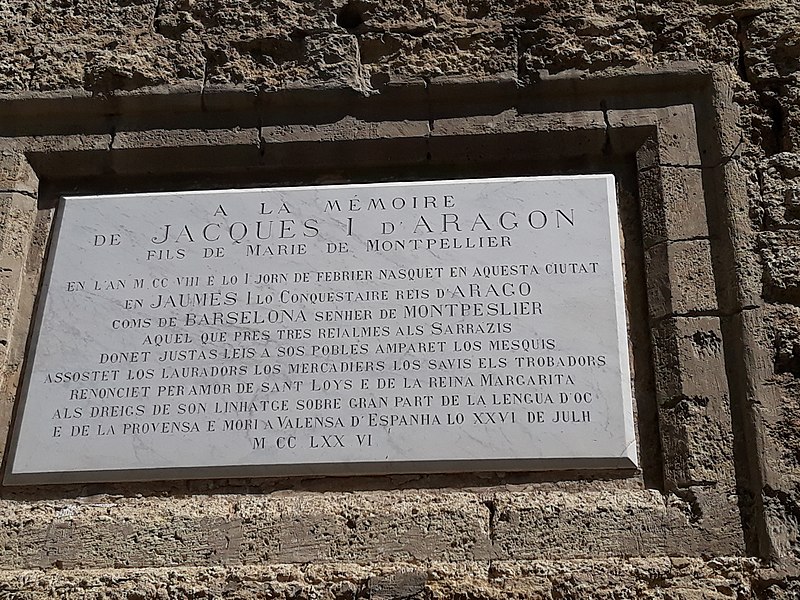 A LA MÉMOIRE
DE JACQUES I D'ARAGON
FILS DE MARIE DE MONTPELLIER
EN L'AN M CC VIII E LO I JORN DE FEBRIER NASQUET EN AQUESTA CIUTAT
EN JAUMES I LO CONQUESTAIRE REIS D'ARAGO
COMS DE BARSELONA SENHER DE MONTPESLIER
AQUEL QUE PRES TRES REIALMES ALS SARRAZIS
DONET JUSTAS LEIS A SOS POBLES AMPARET LOS MESQUIS
ASSOSTET LOS LAURADORS LOS MERCADIERS LOS SAVIS ELS TROBADORS
RENONCIET PER AMOR DE SANT LOYS E DE LA REINA MARGARITA
ALS DREIGS DE SON LINHATGE SOBRE GRAN PART DE LA LENGUA D'OC
E DE LA PROVENSA E MORI A VALENSA D'ESPANHA LO XXVI DE JULH
M CC LXX VI